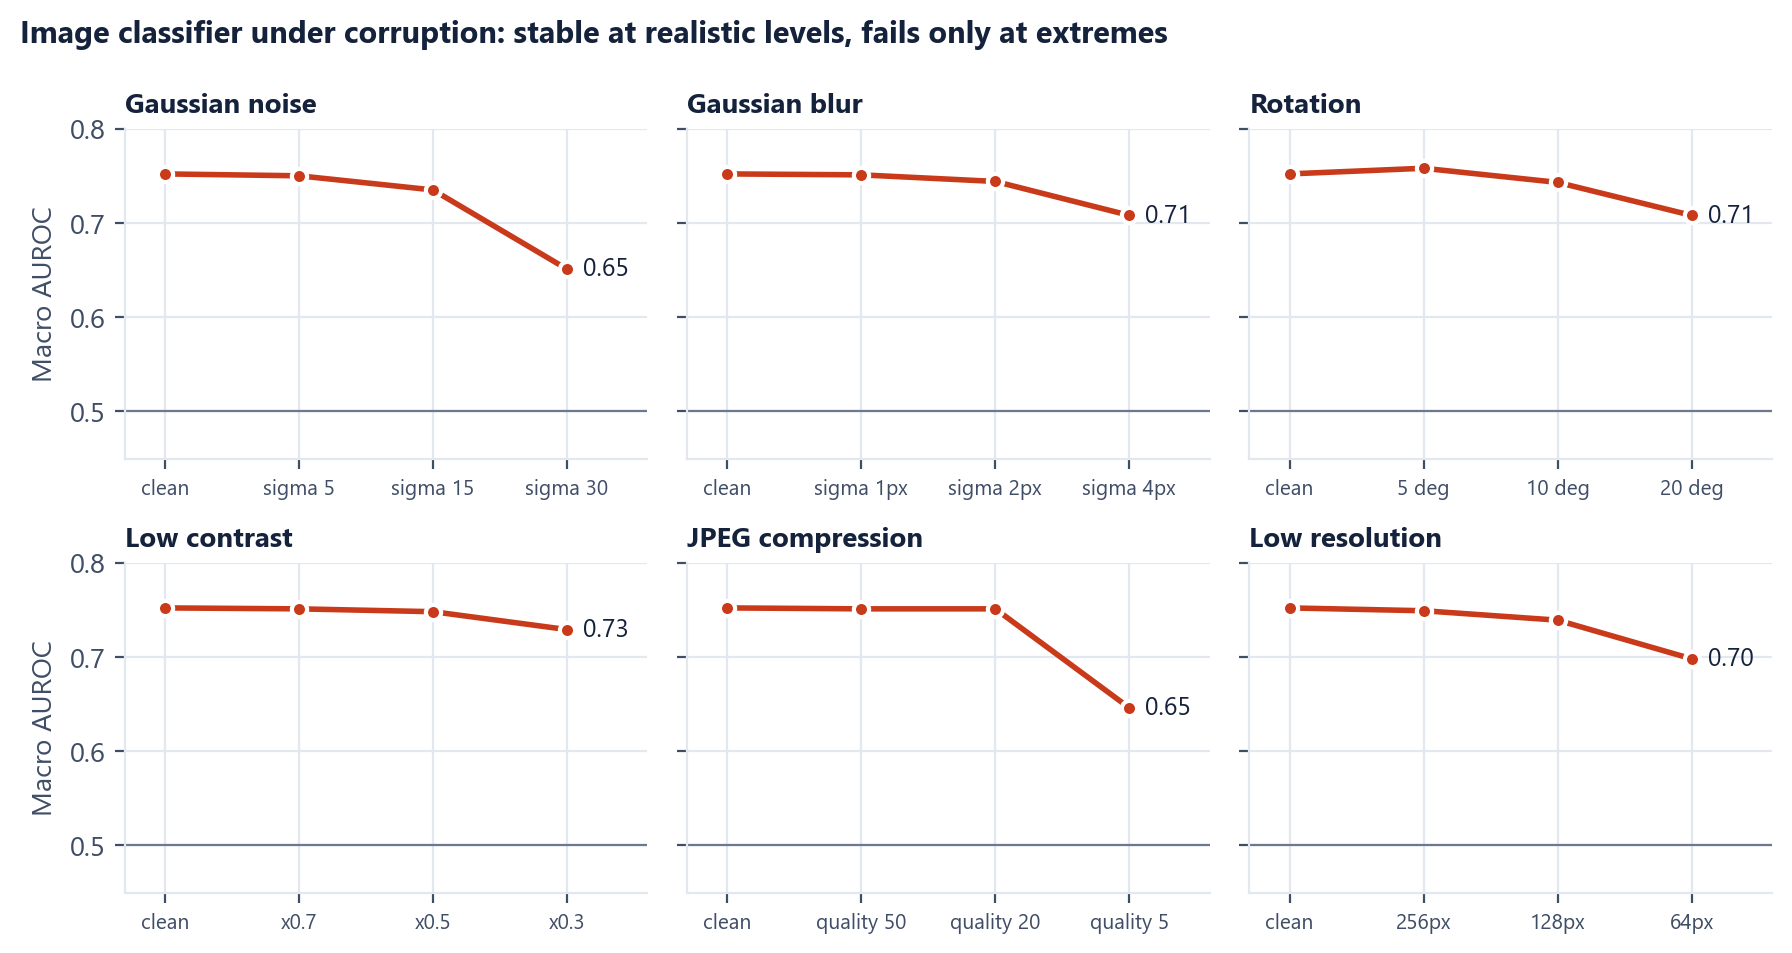 Image classifier under corruption: stable at realistic levels, fails only at extremes
Gaussian noise
Gaussian blur
Rotation
Macro AUROC
0.8
0.7
0.6
0.5
0.65
0.71
0.71
clean sigma 5 sigma 15 sigma 30
clean sigma 1px sigma 2px sigma 4px
clean 5 deg 10 deg 20 deg
Low contrast
JPEG compression
Low resolution
Macro AUROC
0.8
0.7
0.6
0.5
0.73
0.65
0.70
clean x0.7 x0.5 x0.3
clean quality 50 quality 20 quality 5
clean 256px 128px 64px